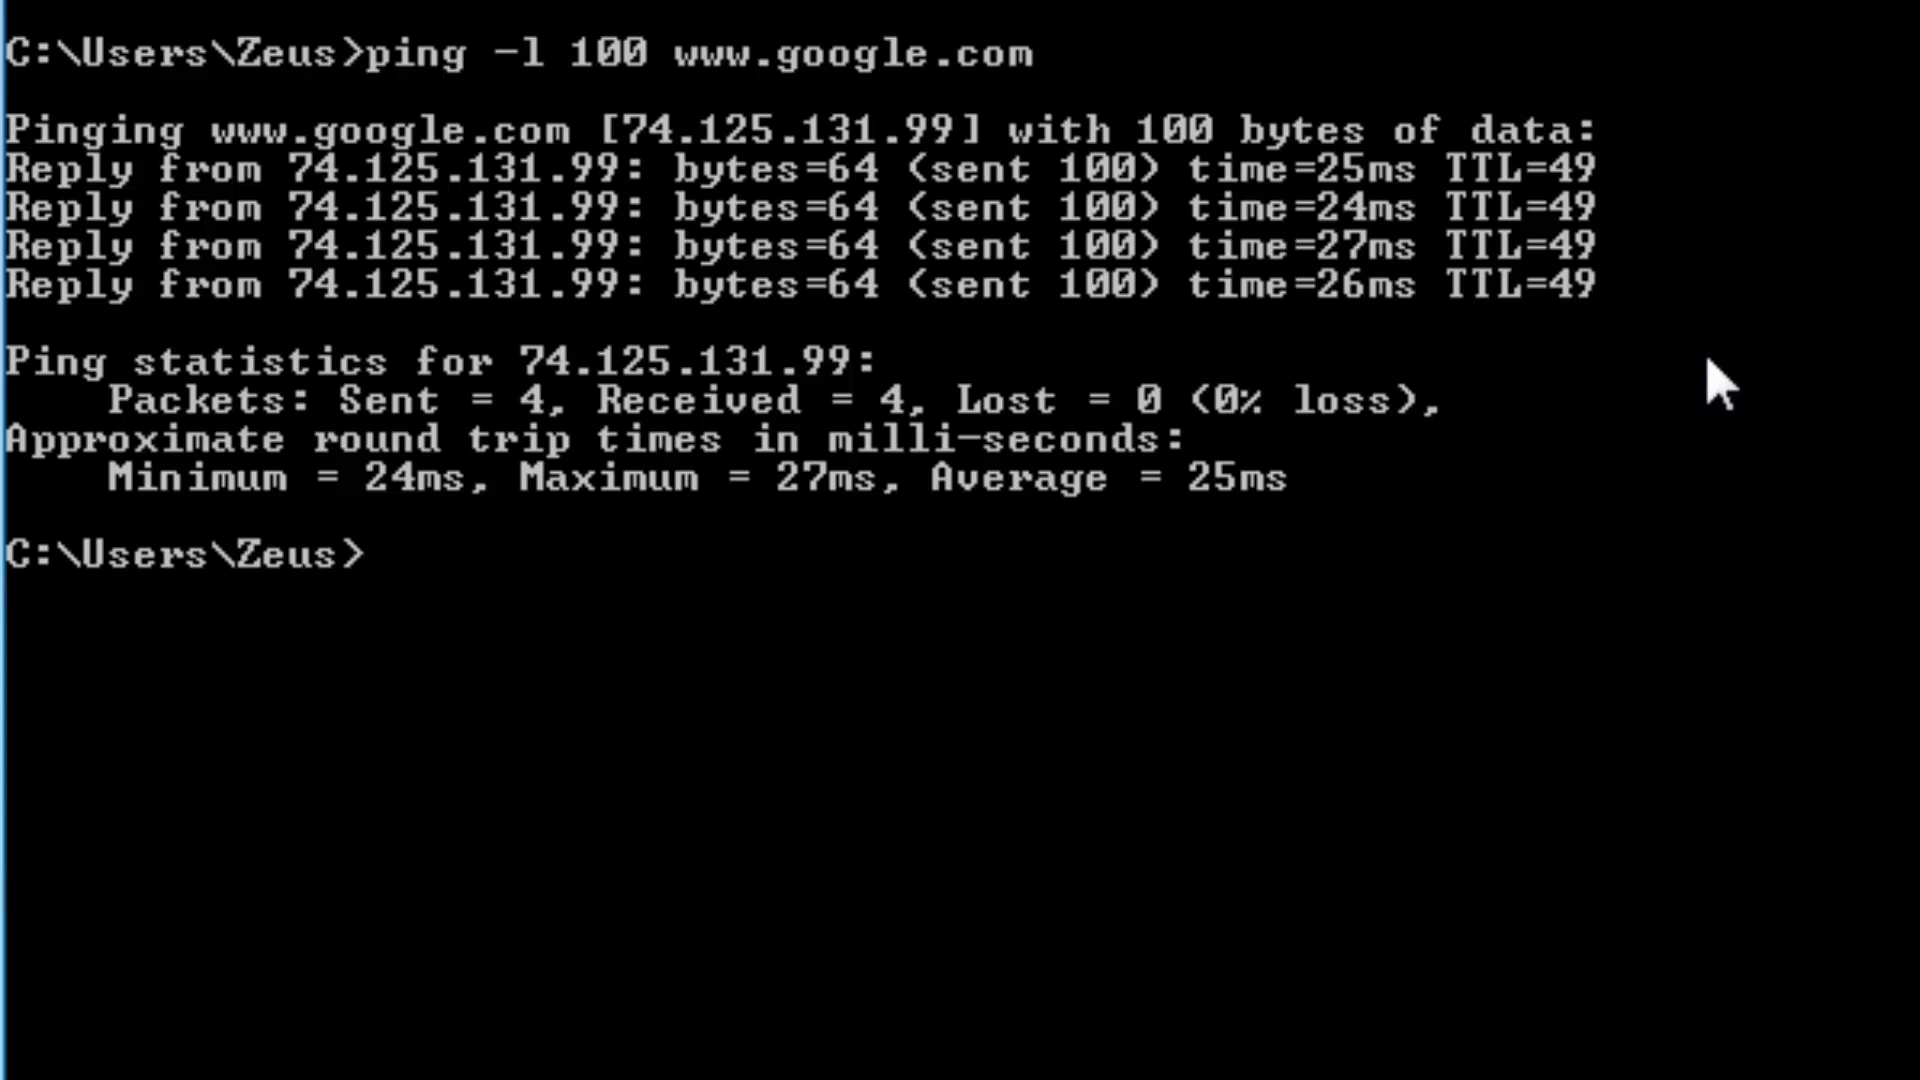 C:\Users\Zeus>ping -l 100 www.google.com
Pinging www.google.com [74.125.131.99] with 100 bytes of data:
Reply from 74.125.131.99: bytes=64 (sent 100) time=25ms TTL=49
Reply from 74.125.131.99: bytes=64 (sent 100) time=24ms TTL=49
Reply from 74.125.131.99: bytes=64 (sent 100) time=27ms TTL=49
Reply from 74.125.131.99: bytes=64 (sent 100) time=26ms TTL=49
Ping statistics for 74.125.131.99:
    Packets: Sent = 4, Received = 4, Lost = 0 (0% loss),
Approximate round trip times in milli-seconds:
    Minimum = 24ms, Maximum = 27ms, Average = 25ms
C:\Users\Zeus>